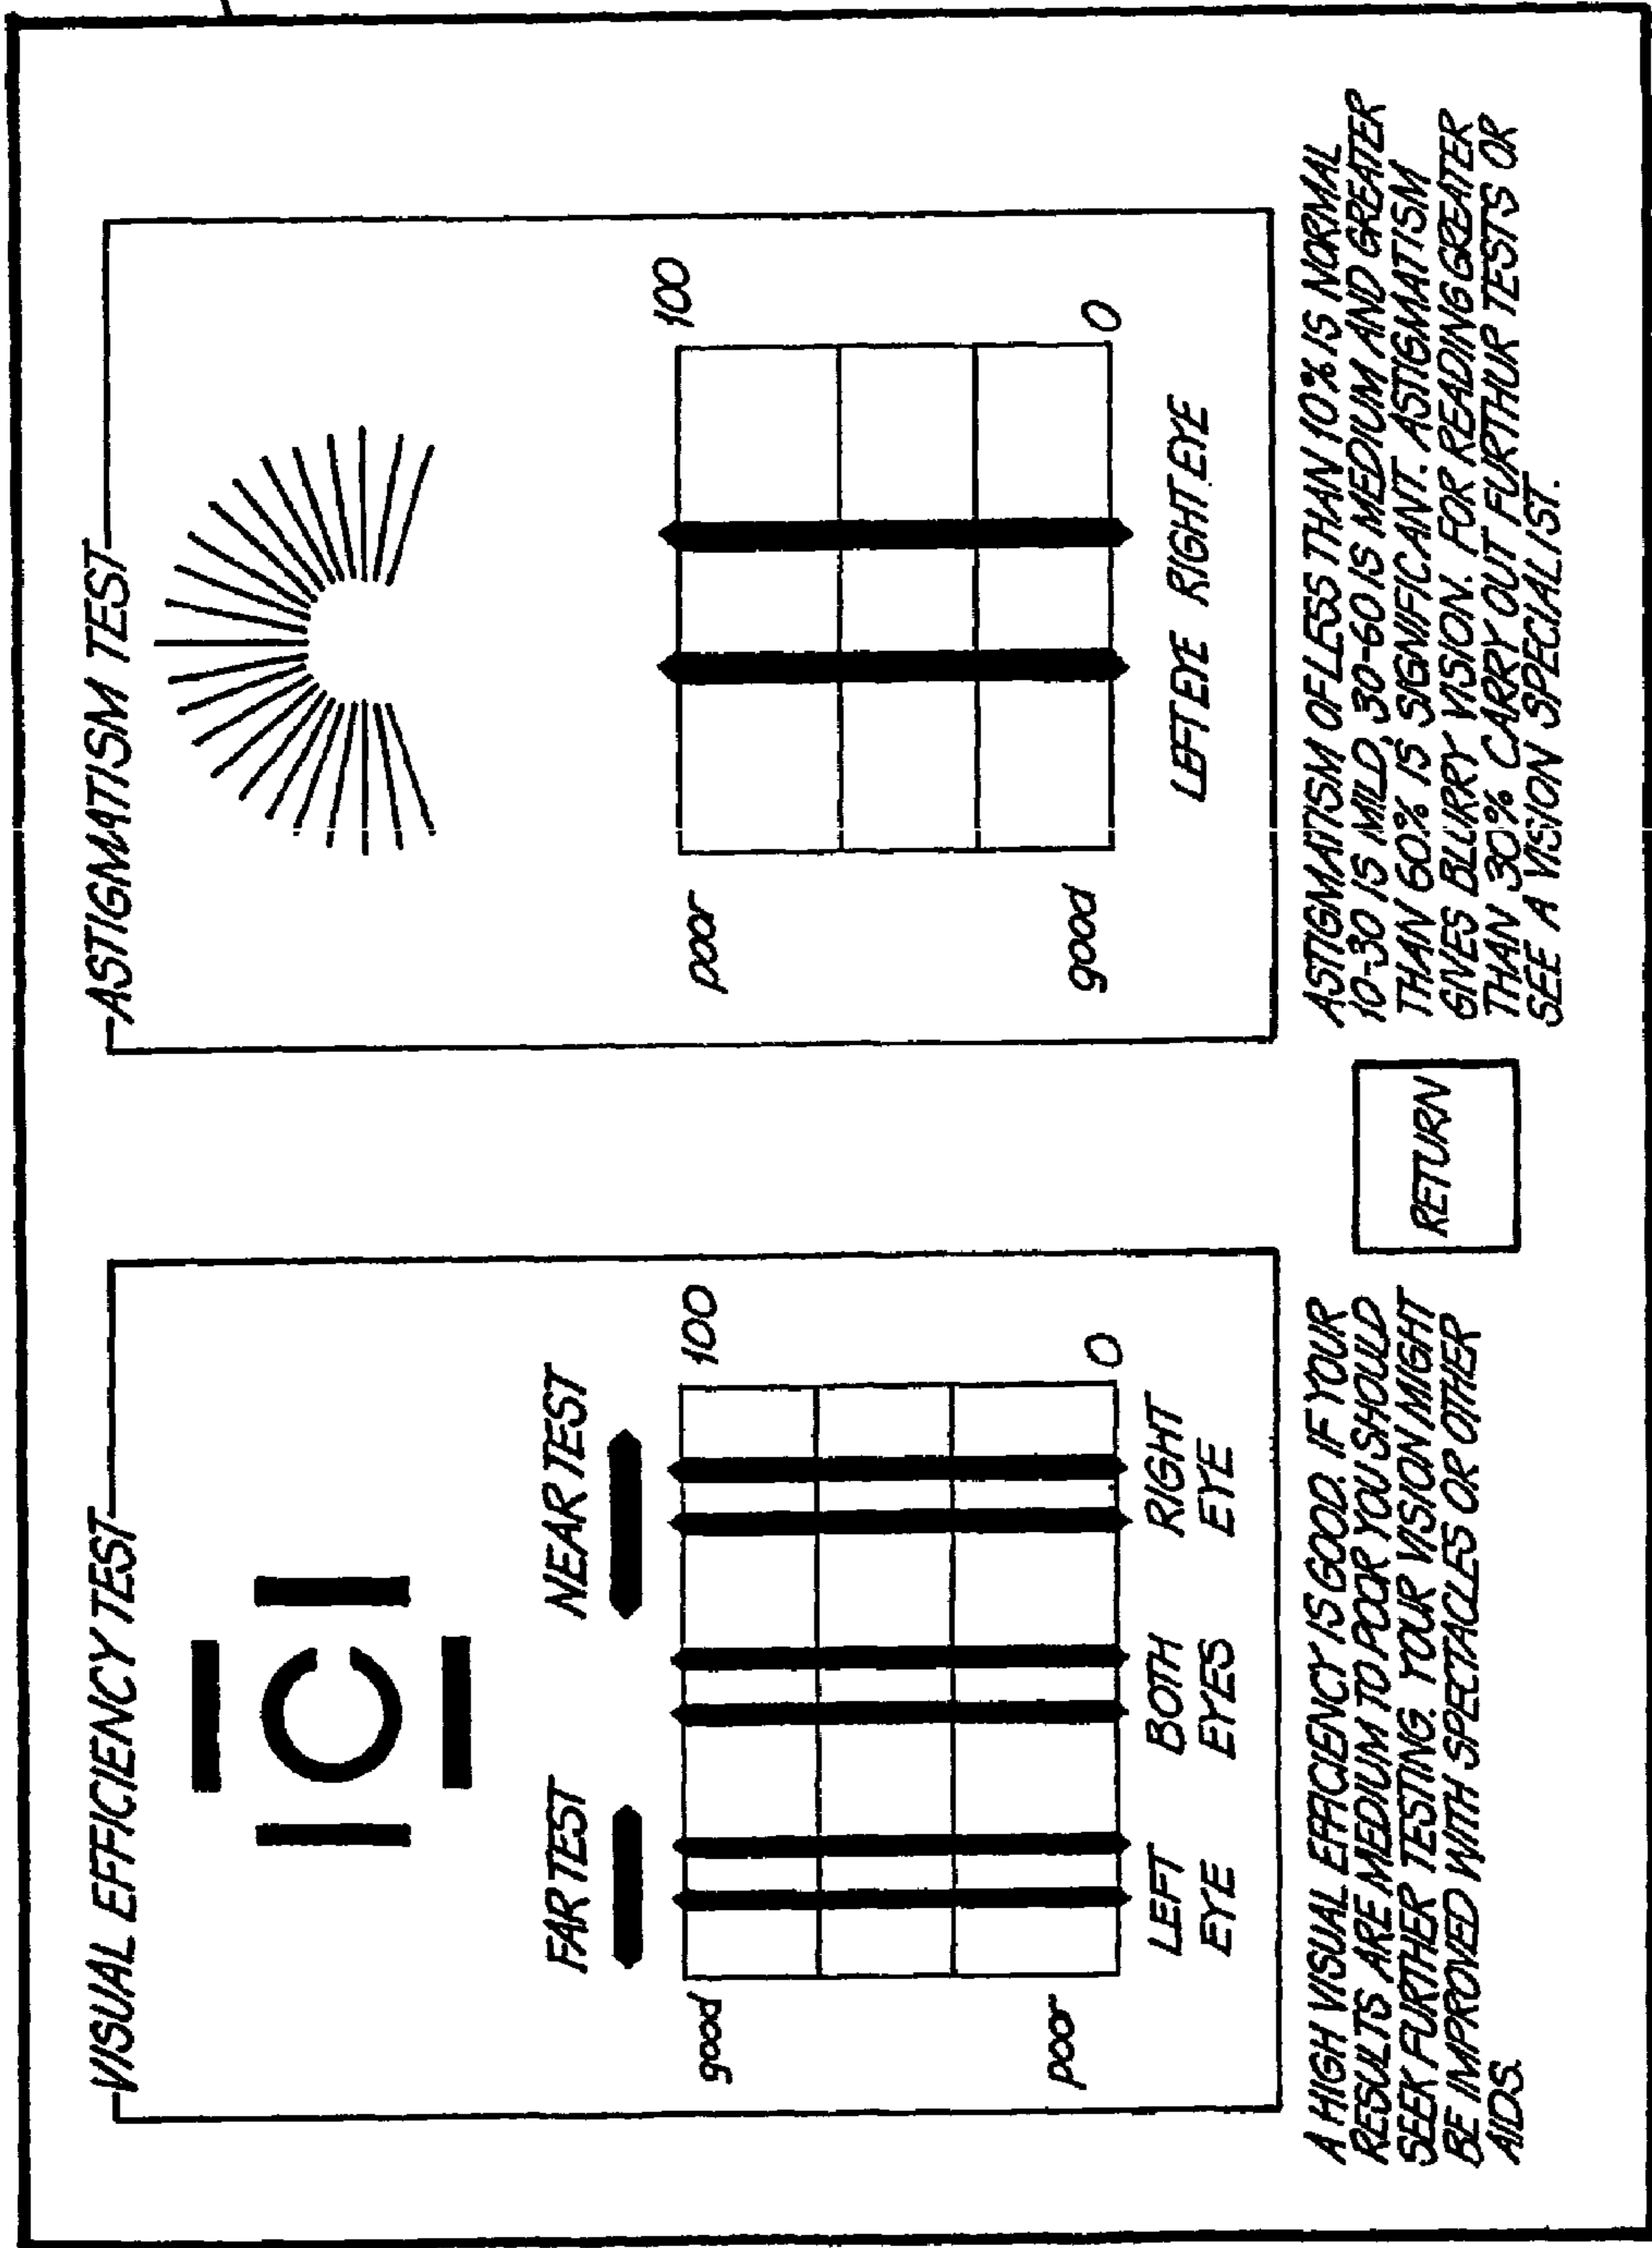 VISUAL EFFICIENCY TEST
FAR TEST NEAR TEST
good 100
poor 0
LEFT EYE
BOTH EYES
RIGHT EYE
A HIGH VISUAL EFFICIENCY IS GOOD. IF YOUR
RESULTS ARE MEDIUM TO POOR YOU SHOULD
SEEK FURTHER TESTING. YOUR VISION MIGHT
BE IMPROVED WITH SPECTACLES OR OTHER
AIDS.
RETURN
ASTIGMATISM TEST
poor 100
good 0
LEFT EYE RIGHT EYE
ASTIGMATISM OF LESS THAN 10% IS NORMAL
10-30 IS MILD, 30-60 IS MEDIUM AND GREATER
THAN 60% IS SIGNIFICANT. ASTIGMATISM
GIVES BLURRY VISION. FOR READING GREATER
THAN 30% CARRY OUT FURTHUR TESTS OR
SEE A VISION SPECIALIST.